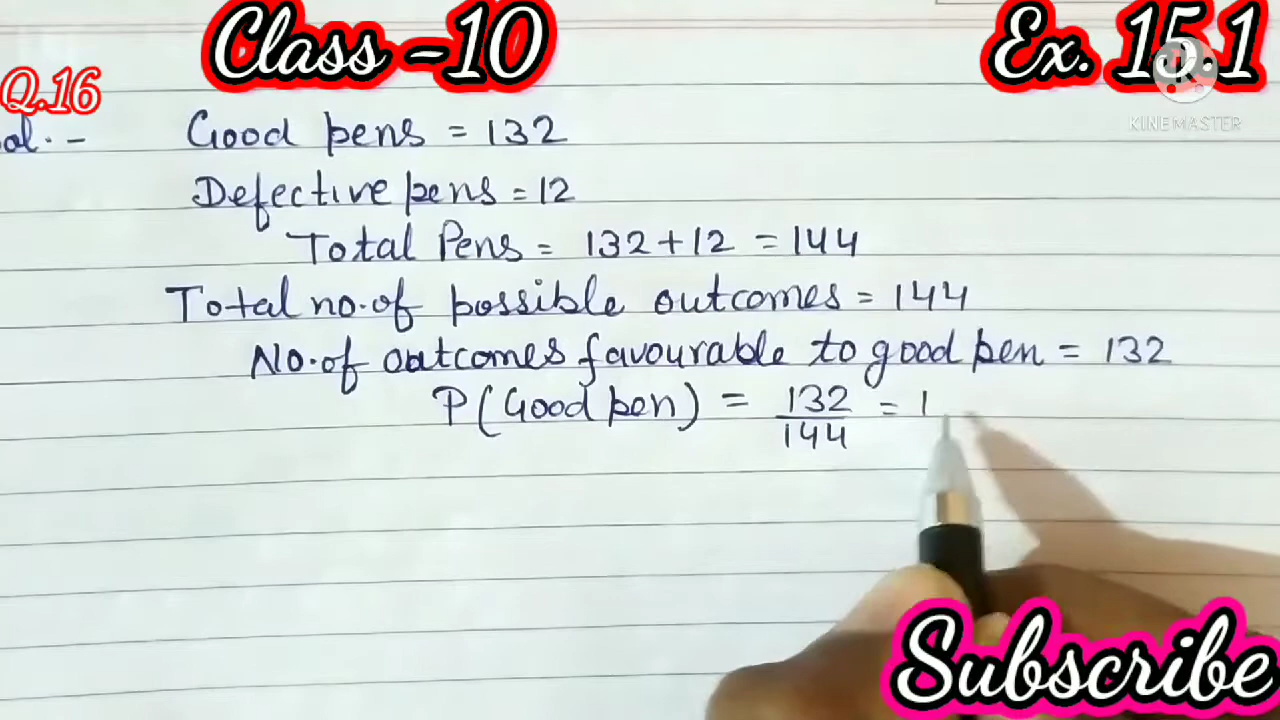 Class -10
Ex. 15.1
KINEMASTER
Q.16
ol. - Good pens = 132
Defective pens = 12
Total Pens = 132 + 12 = 144
Total no. of possible outcomes = 144
No. of outcomes favourable to good pen = 132
P (Good pen) = 132/144 = 1
Subscribe